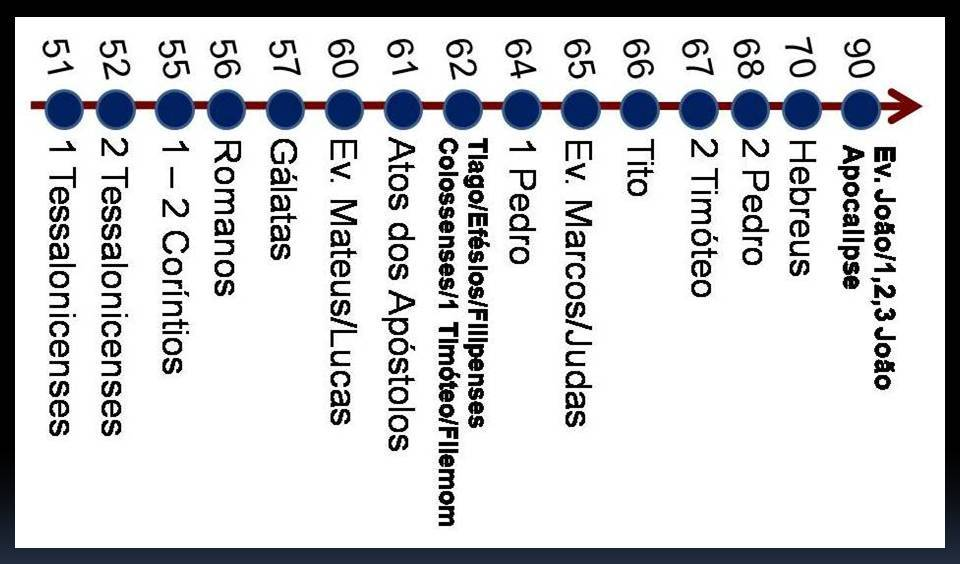 90
Ev. João/1,2,3 João
Apocalipse
70
Hebreus
68
2 Pedro
67
2 Timóteo
66
Tito
65
Ev. Marcos/Judas
64
1 Pedro
62
Tiago/Efésios/Filipenses
Colossenses/1 Timóteo/Filemom
61
Atos dos Apóstolos
60
Ev. Mateus/Lucas
57
Gálatas
56
Romanos
55
1 – 2 Coríntios
52
2 Tessalonicenses
51
1 Tessalonicenses